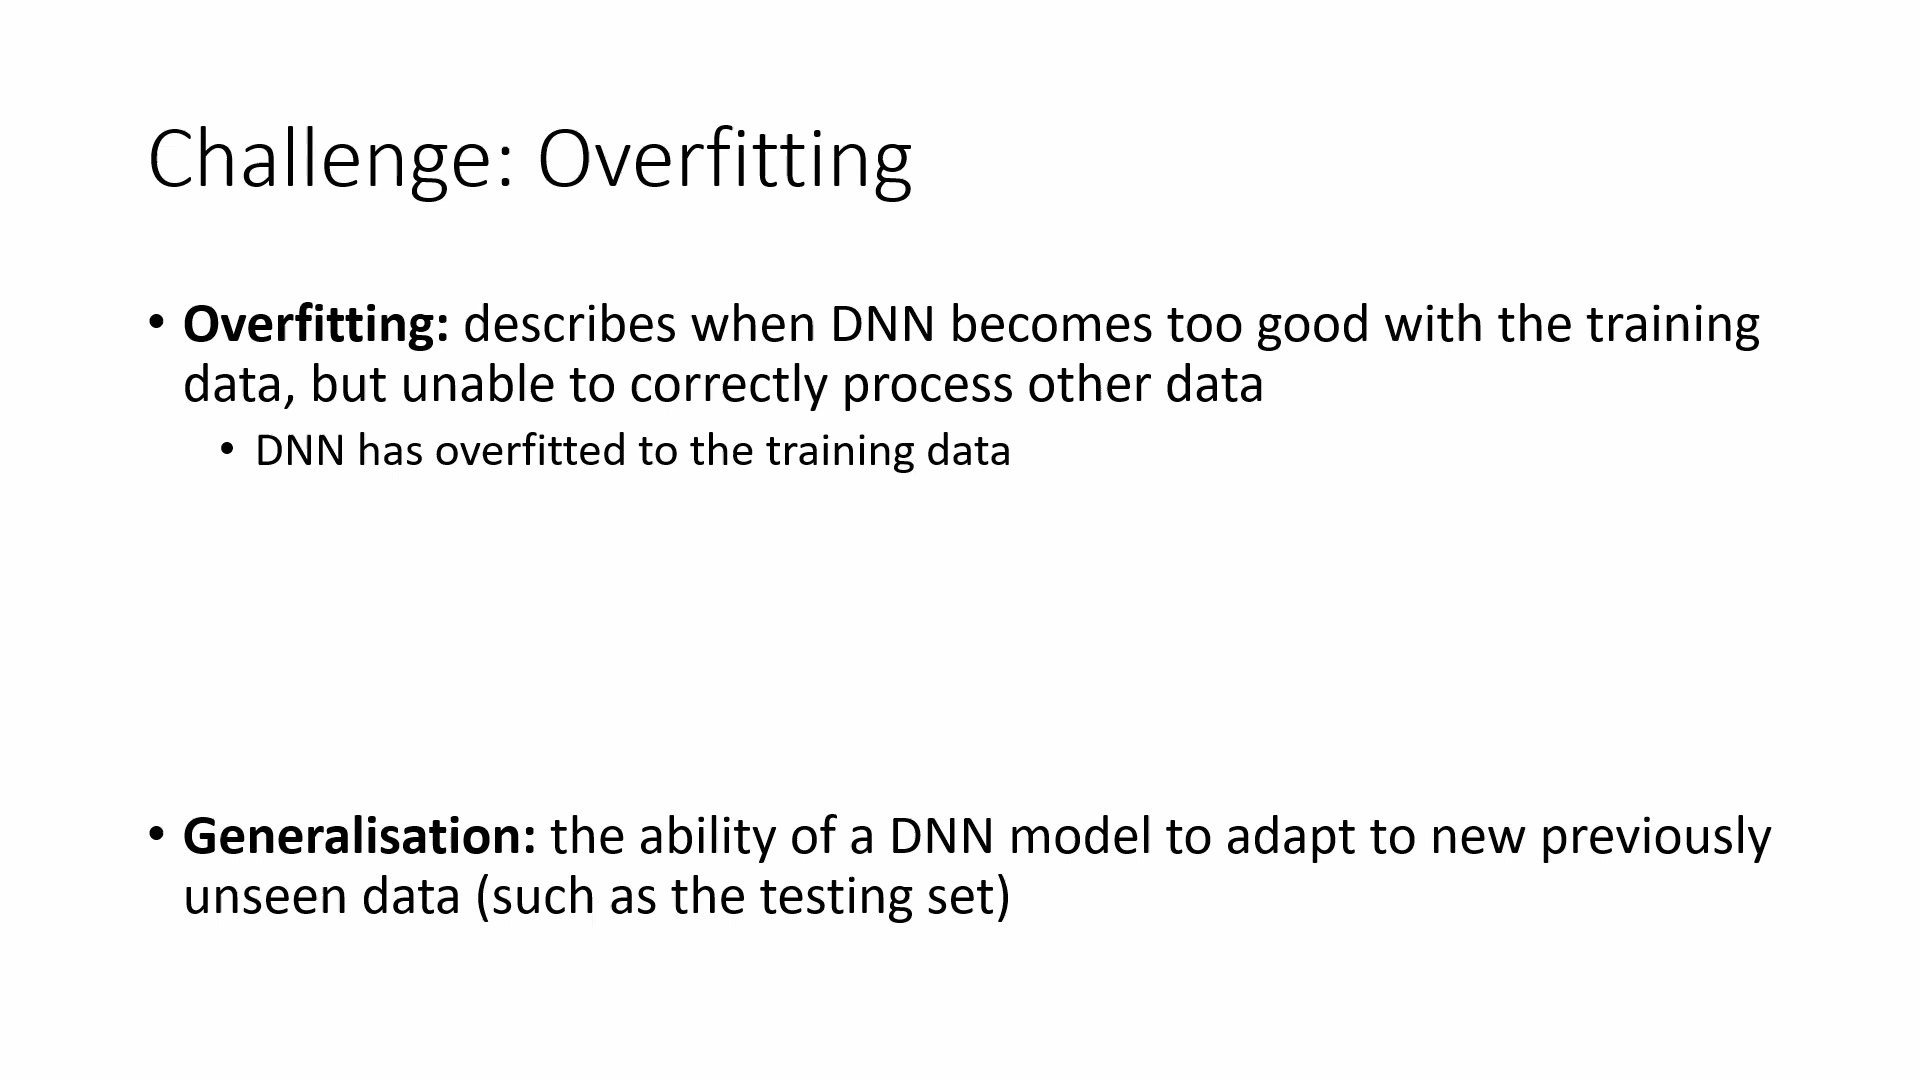 Challenge: Overfitting
• Overfitting: describes when DNN becomes too good with the training
data, but unable to correctly process other data
• DNN has overfitted to the training data
• Generalisation: the ability of a DNN model to adapt to new previously
unseen data (such as the testing set)